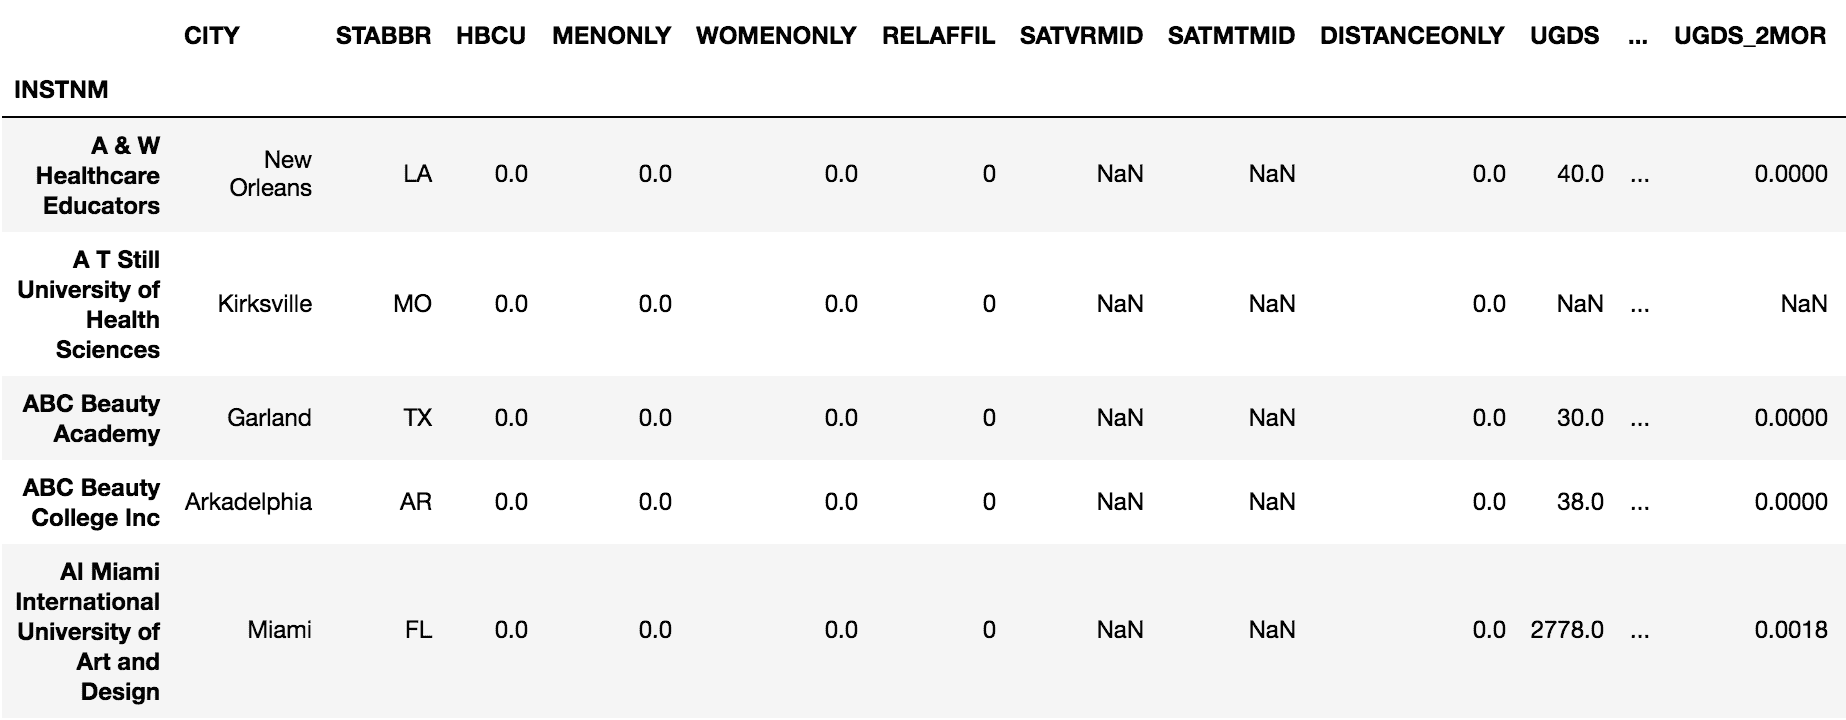 CITY STABBR HBCU MENONLY WOMENONLY RELAFFIL SATVRMID SATMTMID DISTANCEONLY UGDS ... UGDS_2MOR
INSTNM
A & W
Healthcare
Educators
New
Orleans
LA 0.0 0.0 0.0 0 NaN NaN 0.0 40.0 ... 0.0000
A T Still
University of
Health
Sciences
Kirksville MO 0.0 0.0 0.0 0 NaN NaN 0.0 NaN ... NaN
ABC Beauty
Academy
Garland TX 0.0 0.0 0.0 0 NaN NaN 0.0 30.0 ... 0.0000
ABC Beauty
College Inc
Arkadelphia AR 0.0 0.0 0.0 0 NaN NaN 0.0 38.0 ... 0.0000
AI Miami
International
University of
Art and
Design
Miami FL 0.0 0.0 0.0 0 NaN NaN 0.0 2778.0 ... 0.0018